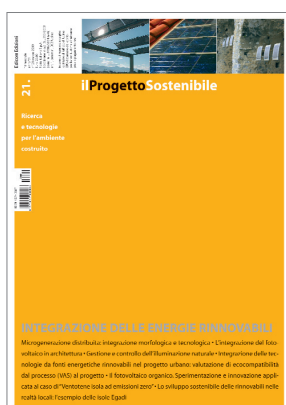 EdicomEdizioni
21.
ilProgettoSostenibile
Ricerca
e tecnologie
per l'ambiente
costruito
INTEGRAZIONE DELLE ENERGIE RINNOVABILI
Microgenerazione distribuita: integrazione morfologica e tecnologica • L'integrazione del foto-
voltaico in architettura • Gestione e controllo dell'illuminazione naturale • Integrazione delle tec-
nologie da fonti energetiche rinnovabili nel progetto urbano: valutazione di ecocompatibilità
dal processo (VAS) al progetto • Il fotovoltaico organico. Sperimentazione e innovazione appli-
cata al caso di "Ventotene isola ad emissioni zero" • Lo sviluppo sostenibile delle rinnovabili nelle
realtà locali: l'esempio delle isole Egadi